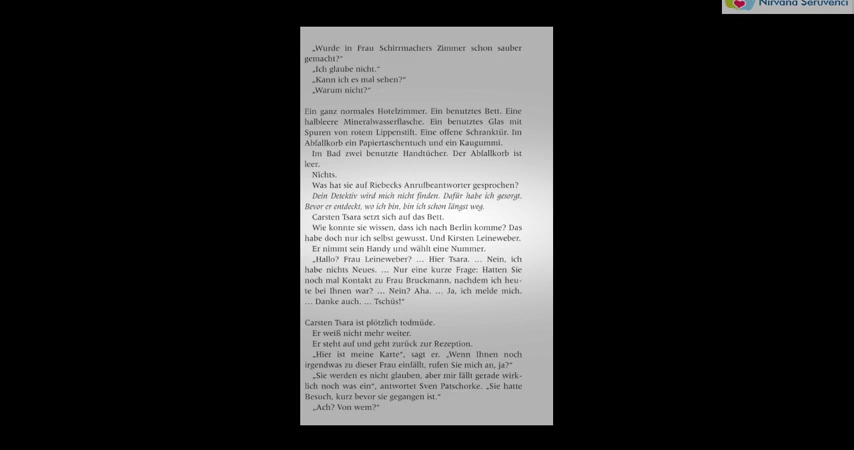 Nirvana Serüvenci
„Wurde in Frau Schirrmachers Zimmer schon sauber
gemacht?“
„Ich glaube nicht.“
„Kann ich es mal sehen?“
„Warum nicht?“
Ein ganz normales Hotelzimmer. Ein benutztes Bett. Eine
halbleere Mineralwasserflasche. Ein benutztes Glas mit
Spuren von rotem Lippenstift. Eine offene Schranktür. Im
Abfallkorb ein Papiertaschentuch und ein Kaugummi.
Im Bad zwei benutzte Handtücher. Der Abfallkorb ist
leer.
Nichts.
Was hat sie auf Riebecks Anrufbeantworter gesprochen?
Dein Detektiv wird mich nicht finden. Dafür habe ich gesorgt.
Bevor er entdeckt, wo ich bin, bin ich schon längst weg.
Carsten Tsara setzt sich auf das Bett.
Wie konnte sie wissen, dass ich nach Berlin komme? Das
habe doch nur ich selbst gewusst. Und Kirsten Leineweber.
Er nimmt sein Handy und wählt eine Nummer.
„Hallo? Frau Leineweber? … Hier Tsara. … Nein, ich
habe nichts Neues. … Nur eine kurze Frage: Hatten Sie
noch mal Kontakt zu Frau Bruckmann, nachdem ich heu-
te bei Ihnen war? … Nein? Aha. … Ja, ich melde mich.
… Danke auch. … Tschüs!“
Carsten Tsara ist plötzlich todmüde.
Er weiß nicht mehr weiter.
Er steht auf und geht zurück zur Rezeption.
„Hier ist meine Karte“, sagt er. „Wenn Ihnen noch
irgendwas zu dieser Frau einfällt, rufen Sie mich an, ja?“
„Sie werden es nicht glauben, aber mir fällt gerade wirk-
lich noch was ein“, antwortet Sven Patschorke. „Sie hatte
Besuch, kurz bevor sie gegangen ist.“
„Ach? Von wem?“